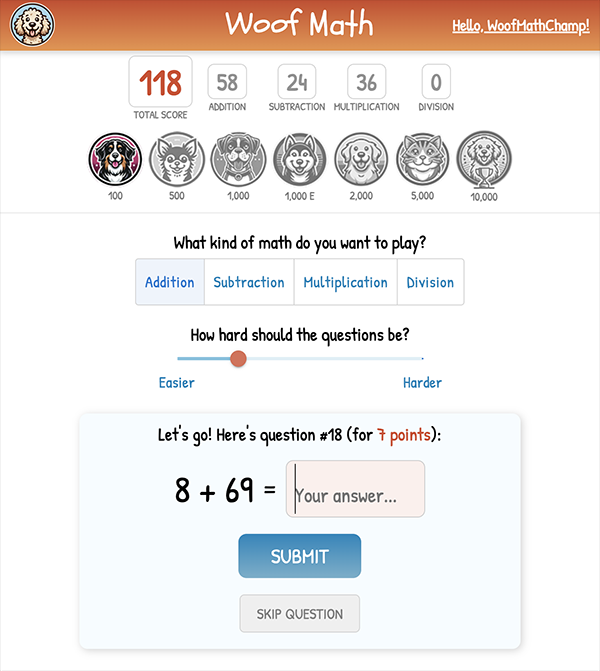 Woof Math
Hello, WoofMathChamp!
118 58 24 36 0
TOTAL SCORE ADDITION SUBTRACTION MULTIPLICATION DIVISION
100 500 1,000 1,000 E 2,000 5,000 10,000
What kind of math do you want to play?
Addition Subtraction Multiplication Division
How hard should the questions be?
Easier Harder
Let's go! Here's question #18 (for 7 points):
8 + 69 = Your answer...
SUBMIT
SKIP QUESTION